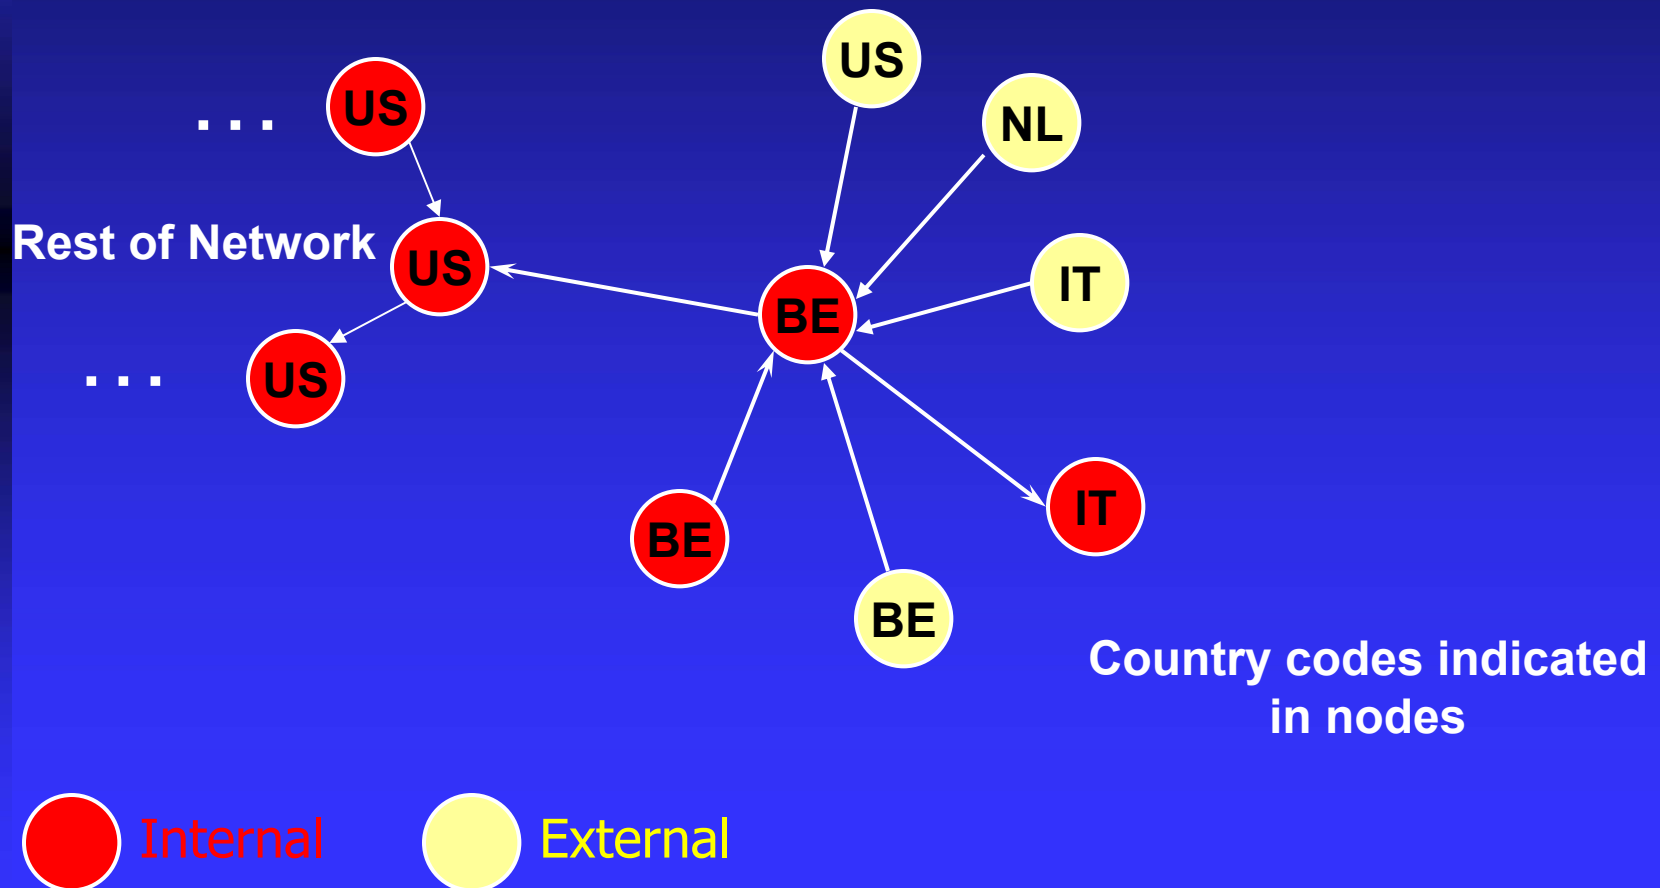 US
. . .
US
NL
Rest of Network
US
IT
BE
. . .
US
IT
BE
BE
Country codes indicated
in nodes
Internal
External